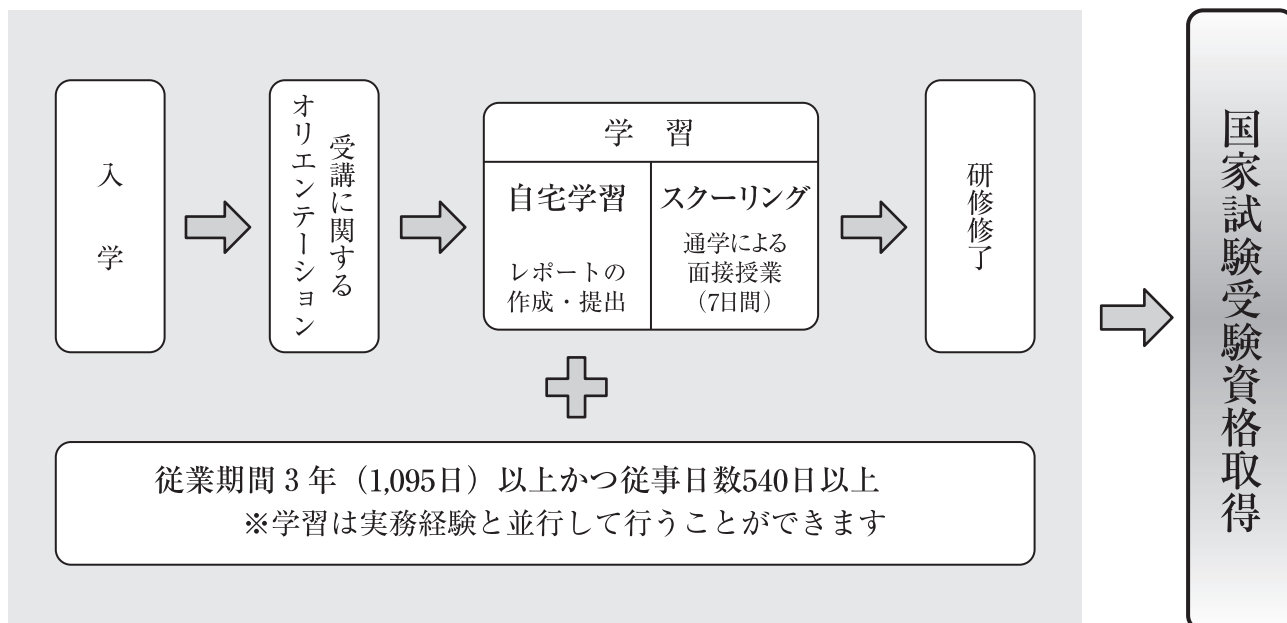 入学
受講に関する
オリエンテーション
学習
自宅学習
レポートの
作成・提出
スクーリング
通学による
面接授業
(7日間)
研修修了
従業期間3年（1,095日）以上かつ従事日数540日以上
※学習は実務経験と並行して行うことができます
国家試験受験資格取得